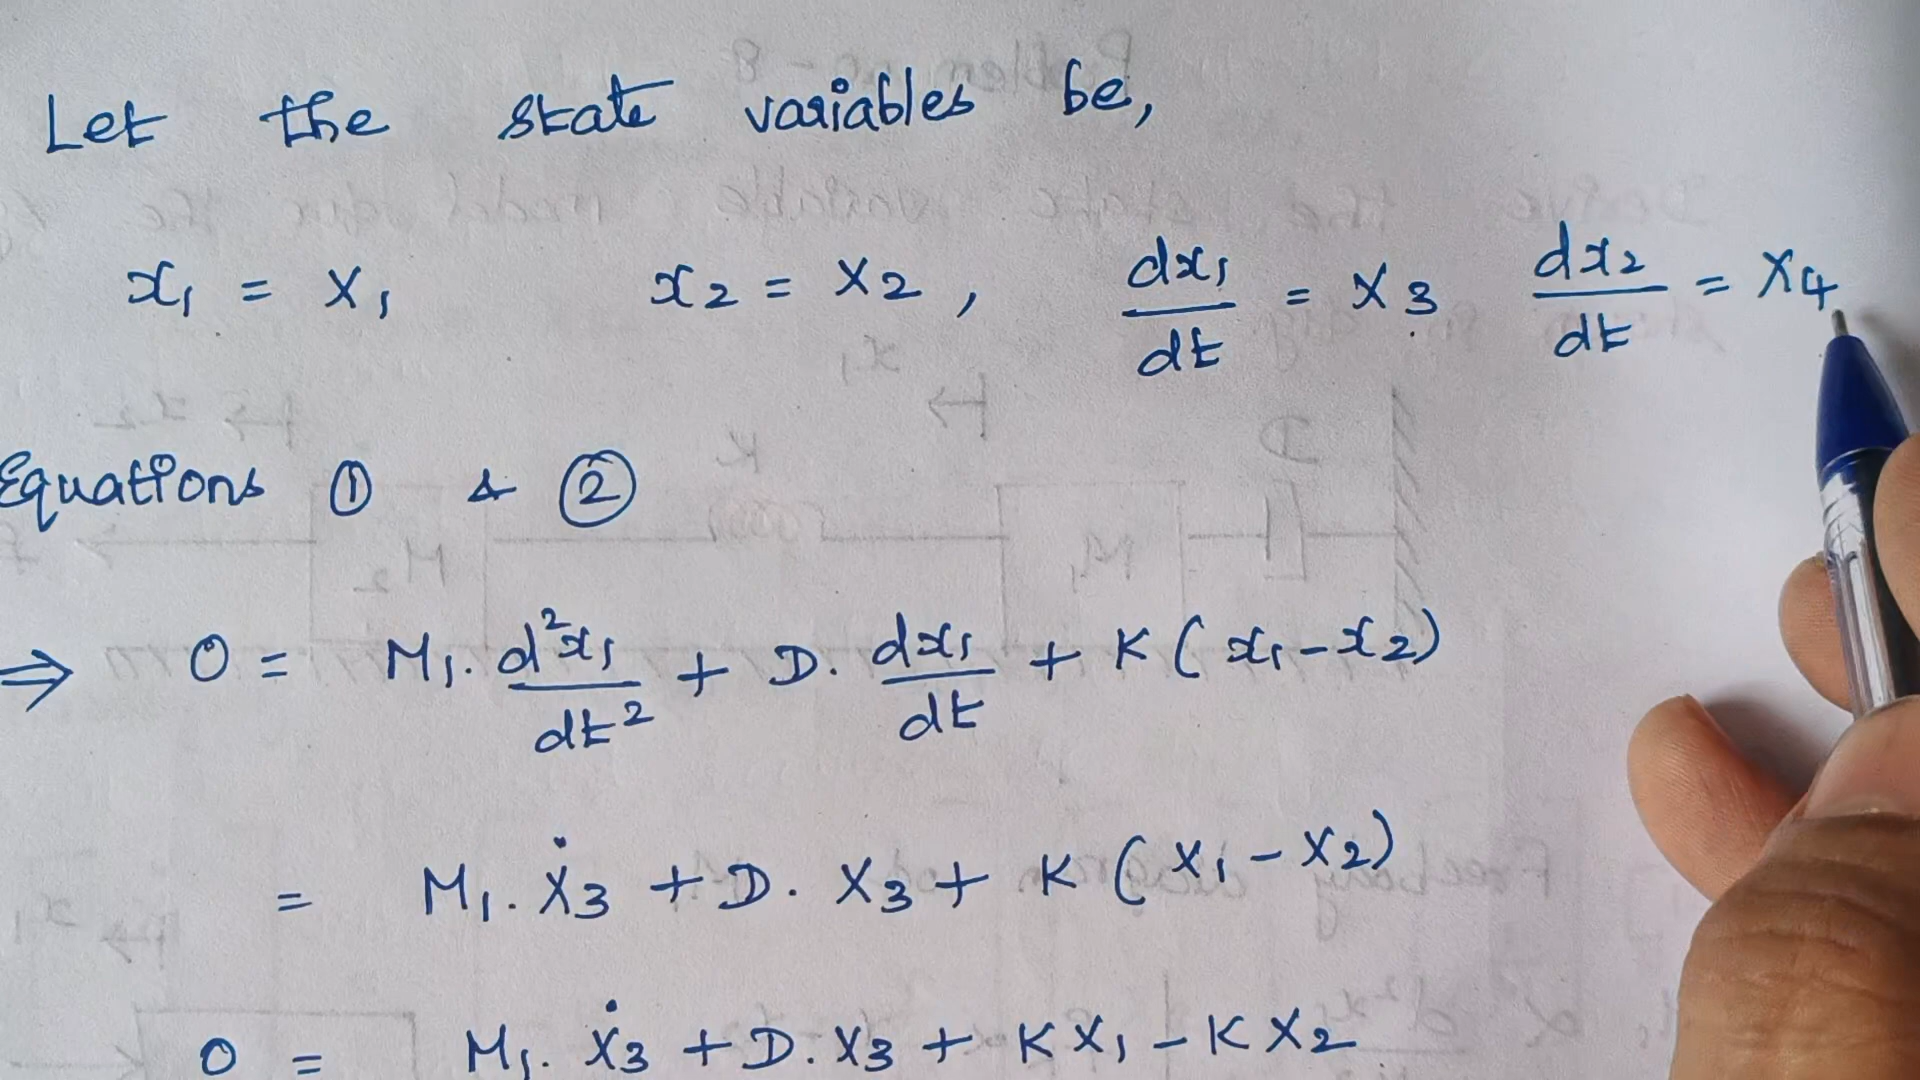 Let the state variables be,
x₁ = X₁ x₂ = X₂ , dx₁/dt = X₃ dx₂/dt = X₄
Equations ① & ②
⇒ 0 = M₁. d²x₁/dt² + D. dx₁/dt + K ( x₁ - x₂ )
= M₁. Ẋ₃ + D. X₃ + K ( X₁ - X₂ )
0 = M₁. Ẋ₃ + D. X₃ + K X₁ - K X₂